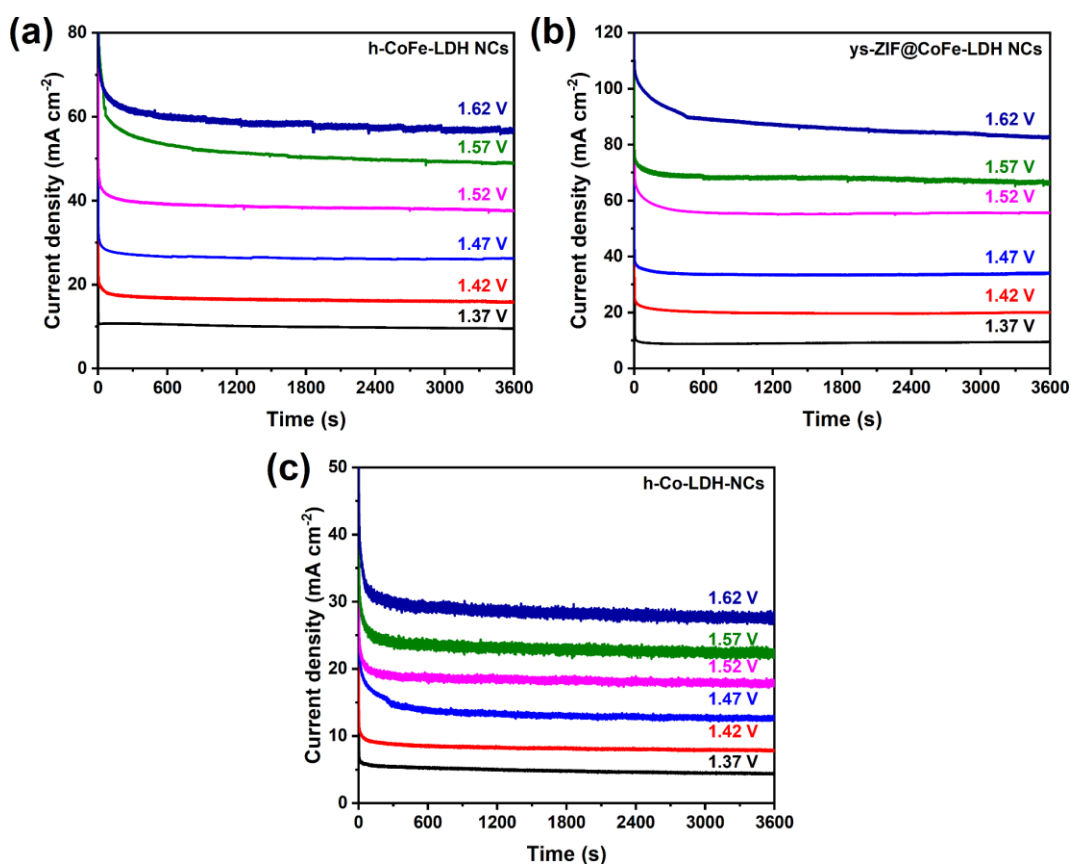 (a)
h-CoFe-LDH NCs
Current density (mA cm-2)
80
60
40
20
0
1.62 V
1.57 V
1.52 V
1.47 V
1.42 V
1.37 V
0 600 1200 1800 2400 3000 3600
Time (s)
(b)
ys-ZIF@CoFe-LDH NCs
Current density (mA cm-2)
120
100
80
60
40
20
0
1.62 V
1.57 V
1.52 V
1.47 V
1.42 V
1.37 V
0 600 1200 1800 2400 3000 3600
Time (s)
(c)
h-Co-LDH-NCs
Current density (mA cm-2)
50
40
30
20
10
0
1.62 V
1.57 V
1.52 V
1.47 V
1.42 V
1.37 V
0 600 1200 1800 2400 3000 3600
Time (s)